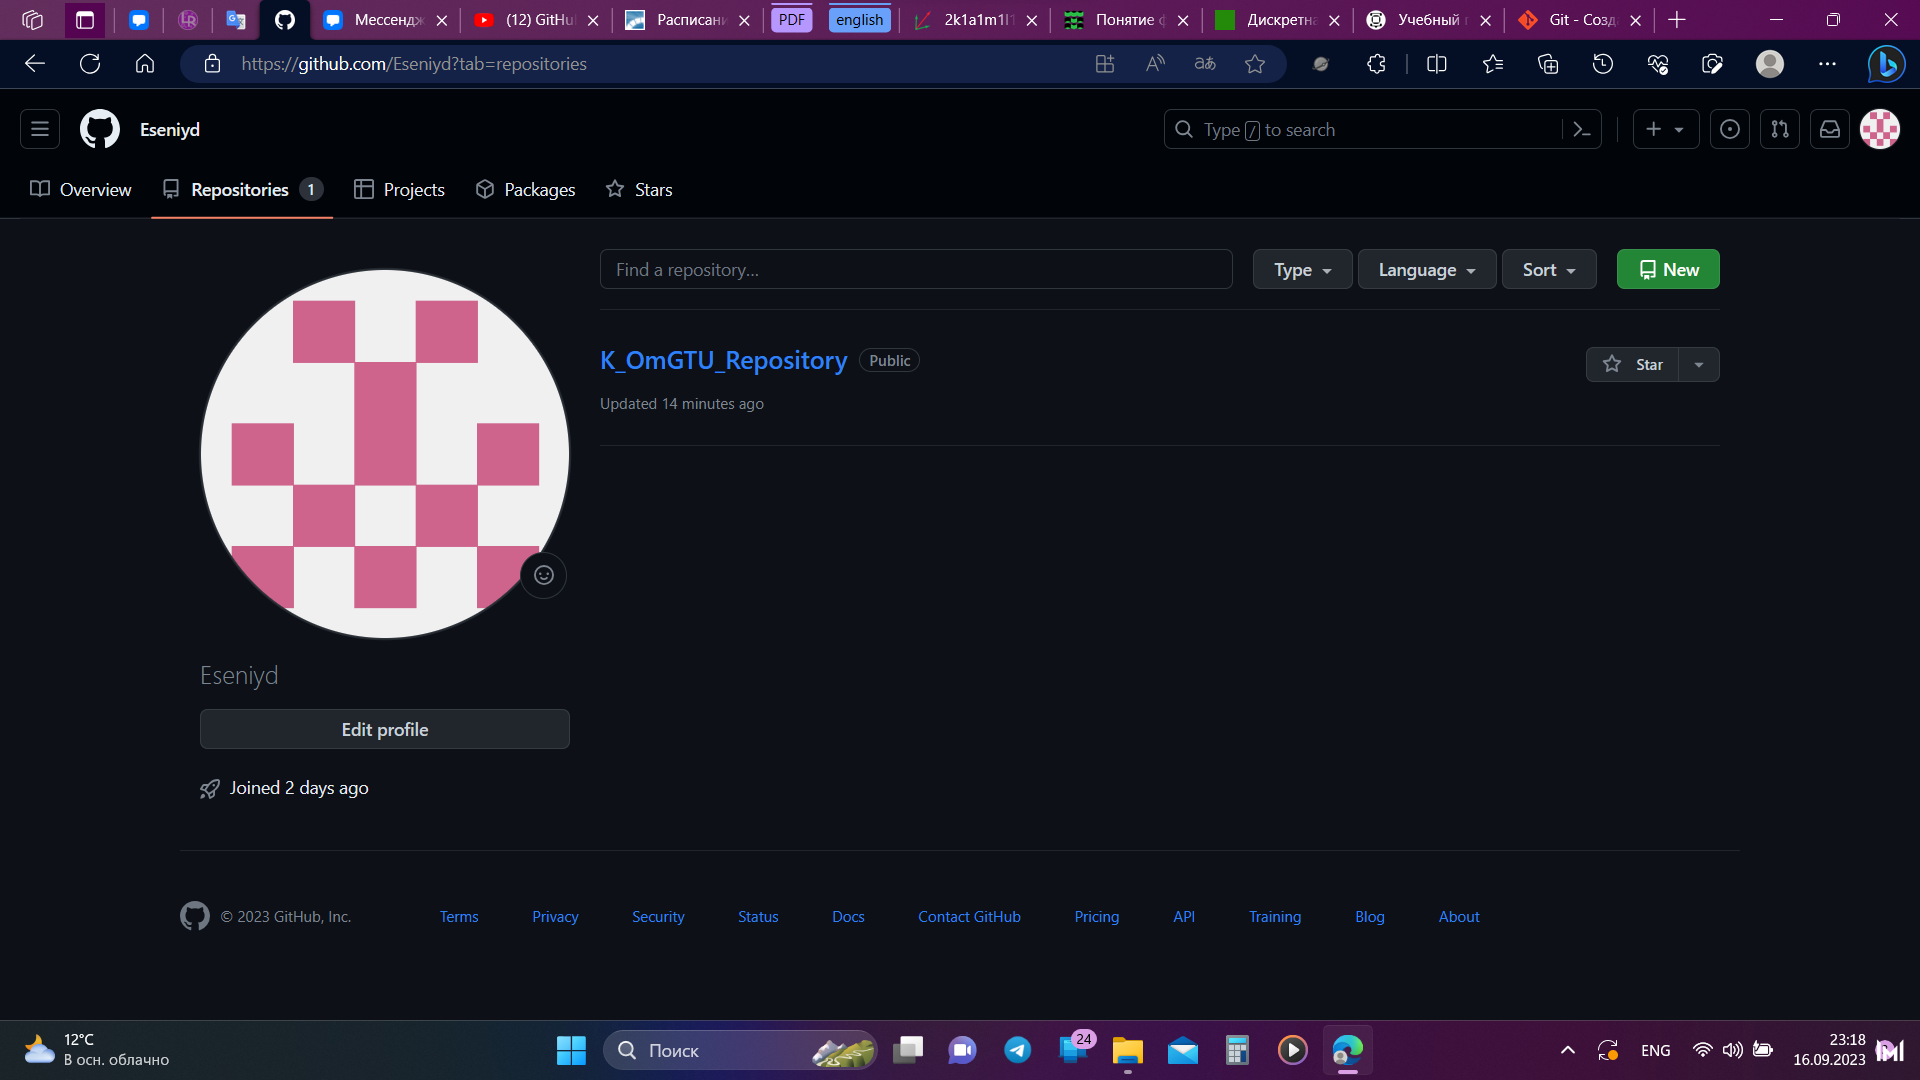 Мессендж
(12) GitHu
Расписани
PDF
english
2k1a1m1l1
Понятие ф
Дискретна
Учебный п
Git - Созда
https://github.com/Eseniyd?tab=repositories
Eseniyd
Type / to search
Overview
Repositories 1
Projects
Packages
Stars
Find a repository...
Type
Language
Sort
New
K_OmGTU_Repository
Public
Star
Updated 14 minutes ago
Eseniyd
Edit profile
Joined 2 days ago
© 2023 GitHub, Inc.
Terms
Privacy
Security
Status
Docs
Contact GitHub
Pricing
API
Training
Blog
About
12°C
В осн. облачно
Поиск
24
ENG
23:18
16.09.2023